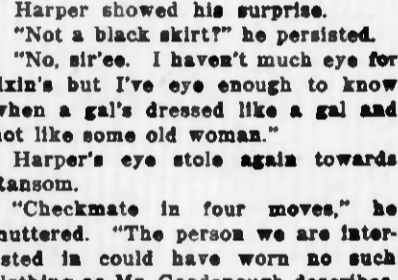 Harper showed his surprise.
"Not a black skirt?" he persisted.
"No, sir'ee. I haven't much eye for
ixin's but I've eye enough to know
when a gal's dressed like a gal and
not like some old woman."
Harper's eye stole again towards
Ransom.
"Checkmate in four moves," he
muttered. "The person we are inter-
sted in could have worn no such